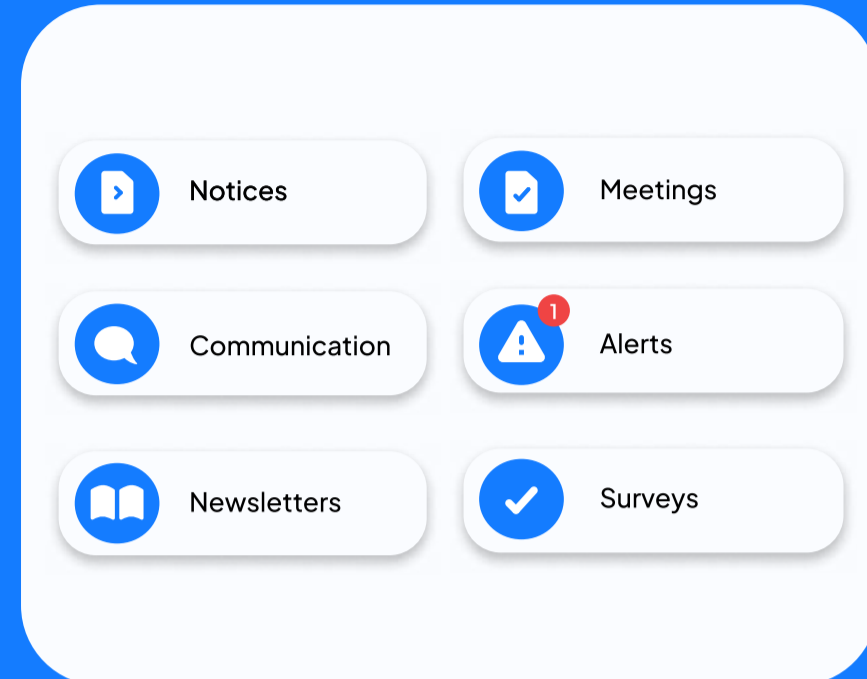 Notices
Meetings
Communication
1
Alerts
Newsletters
Surveys